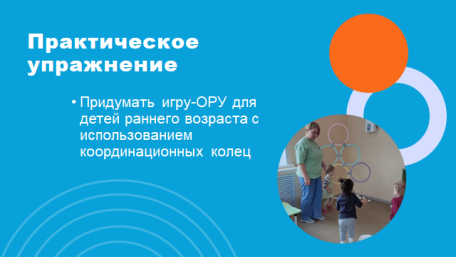 Практическое
упражнение
• Придумать игру-ОРУ для
детей раннего возраста с
использованием
координационных колец